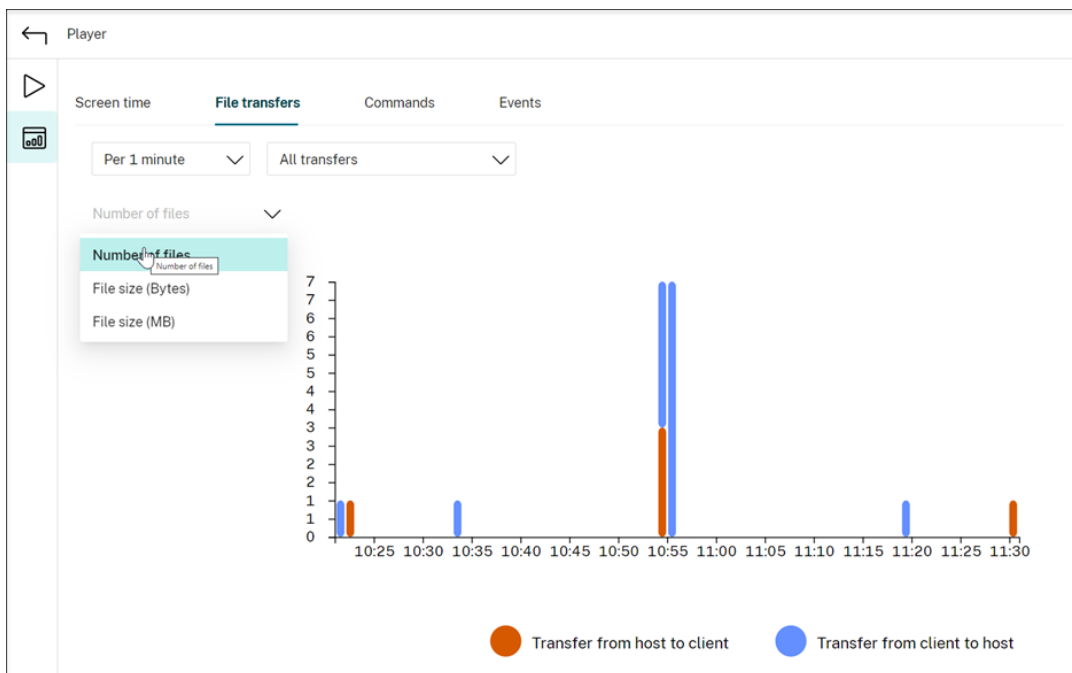 Player
Screen time File transfers Commands Events
Per 1 minute All transfers
Number of files
Number of files
Number of files
File size (Bytes)
File size (MB)
7
7
6
6
5
5
4
4
3
3
2
2
1
1
0
10:25 10:30 10:35 10:40 10:45 10:50 10:55 11:00 11:05 11:10 11:15 11:20 11:25 11:30
Transfer from host to client Transfer from client to host